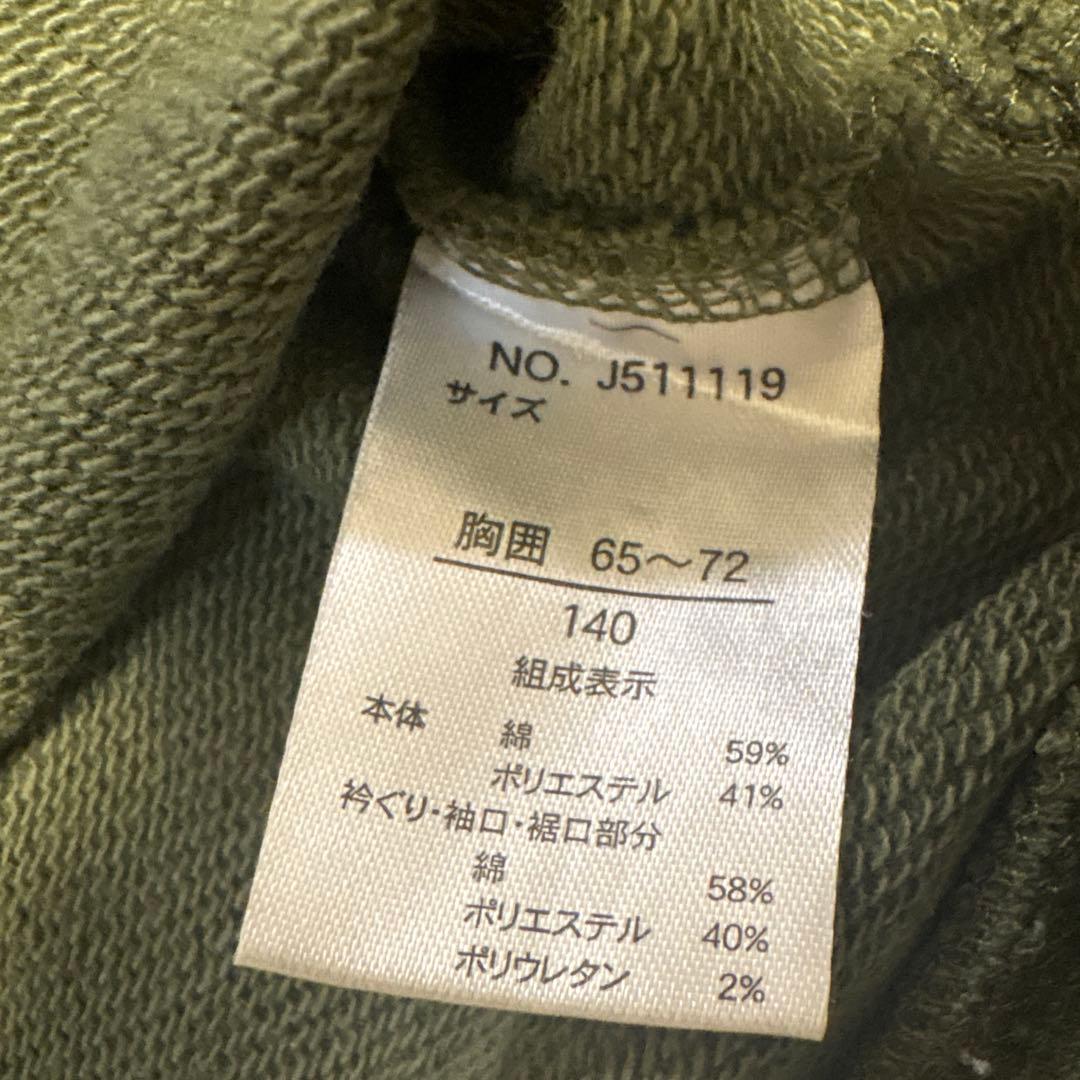 NO. J511119
サイズ
胸囲 65～72
140
組成表示
本体 綿 59%
ポリエステル 41%
衿ぐり・袖口・裾口部分
綿 58%
ポリエステル 40%
ポリウレタン 2%